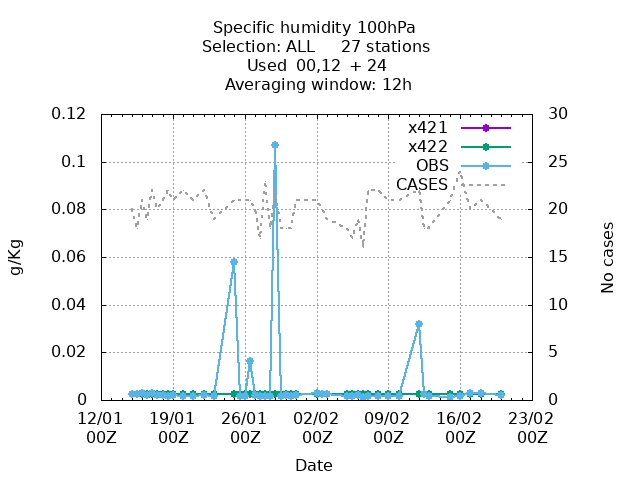 Specific humidity 100hPa
Selection: ALL 27 stations
Used 00,12 + 24
Averaging window: 12h
0.12 30
x421
x422
0.1 25
OBS
CASES
0.08 20
0.06 15
g/Kg
No cases
0.04 10
0.02 5
0 0
12/01 19/01 26/01 02/02 09/02 16/02 23/02
00Z 00Z 00Z 00Z 00Z 00Z 00Z
Date